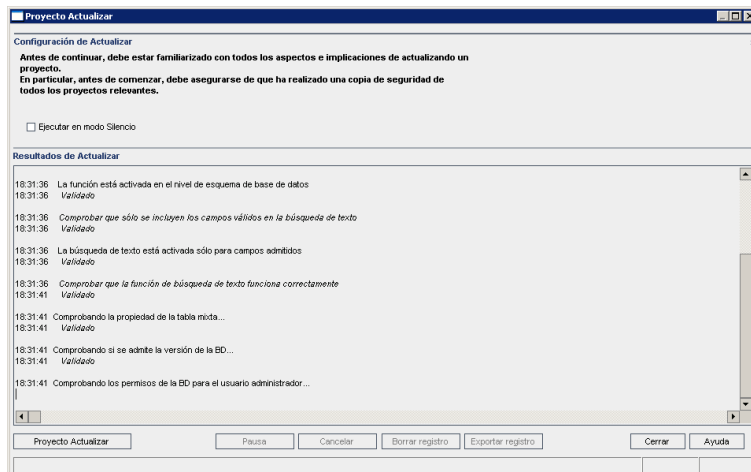 Proyecto Actualizar
Configuración de Actualizar
Antes de continuar, debe estar familiarizado con todos los aspectos e implicaciones de actualizando un
proyecto.
En particular, antes de comenzar, debe asegurarse de que ha realizado una copia de seguridad de
todos los proyectos relevantes.
Ejecutar en modo Silencio
Resultados de Actualizar
18:31:36 La función está activada en el nivel de esquema de base de datos
18:31:36 Validado
18:31:36 Comprobar que sólo se incluyen los campos válidos en la búsqueda de texto
18:31:36 Validado
18:31:36 La búsqueda de texto está activada sólo para campos admitidos
18:31:36 Validado
18:31:36 Comprobar que la función de búsqueda de texto funciona correctamente
18:31:41 Validado
18:31:41 Comprobando la propiedad de la tabla mixta...
18:31:41 Validado
18:31:41 Comprobando si se admite la versión de la BD...
18:31:41 Validado
18:31:41 Comprobando los permisos de la BD para el usuario administrador...
Proyecto Actualizar Pausa Cancelar Borrar registro Exportar registro Cerrar Ayuda